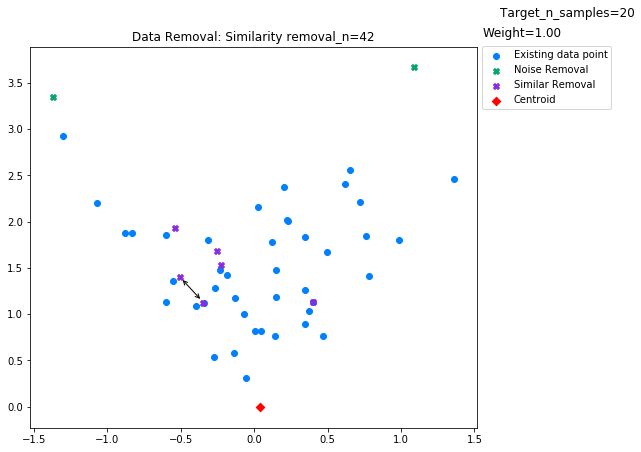 Target_n_samples=20
Weight=1.00
Data Removal: Similarity removal_n=42
Existing data point
Noise Removal
Similar Removal
Centroid
3.5
3.0
2.5
2.0
1.5
1.0
0.5
0.0
−1.5 −1.0 −0.5 0.0 0.5 1.0 1.5